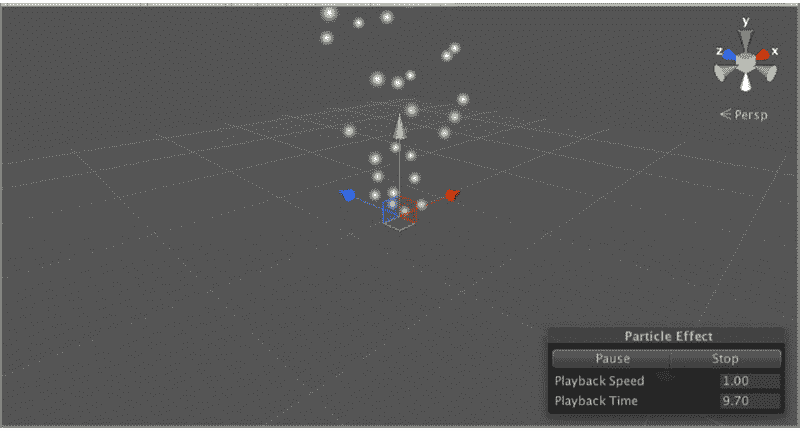 y
z x
Persp
Particle Effect
Pause Stop
Playback Speed 1.00
Playback Time 9.70